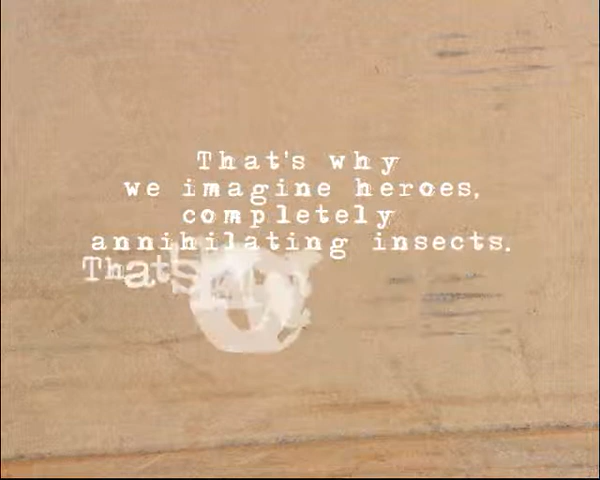 That's why
we imagine heroes,
completely
annihilating insects.
That's